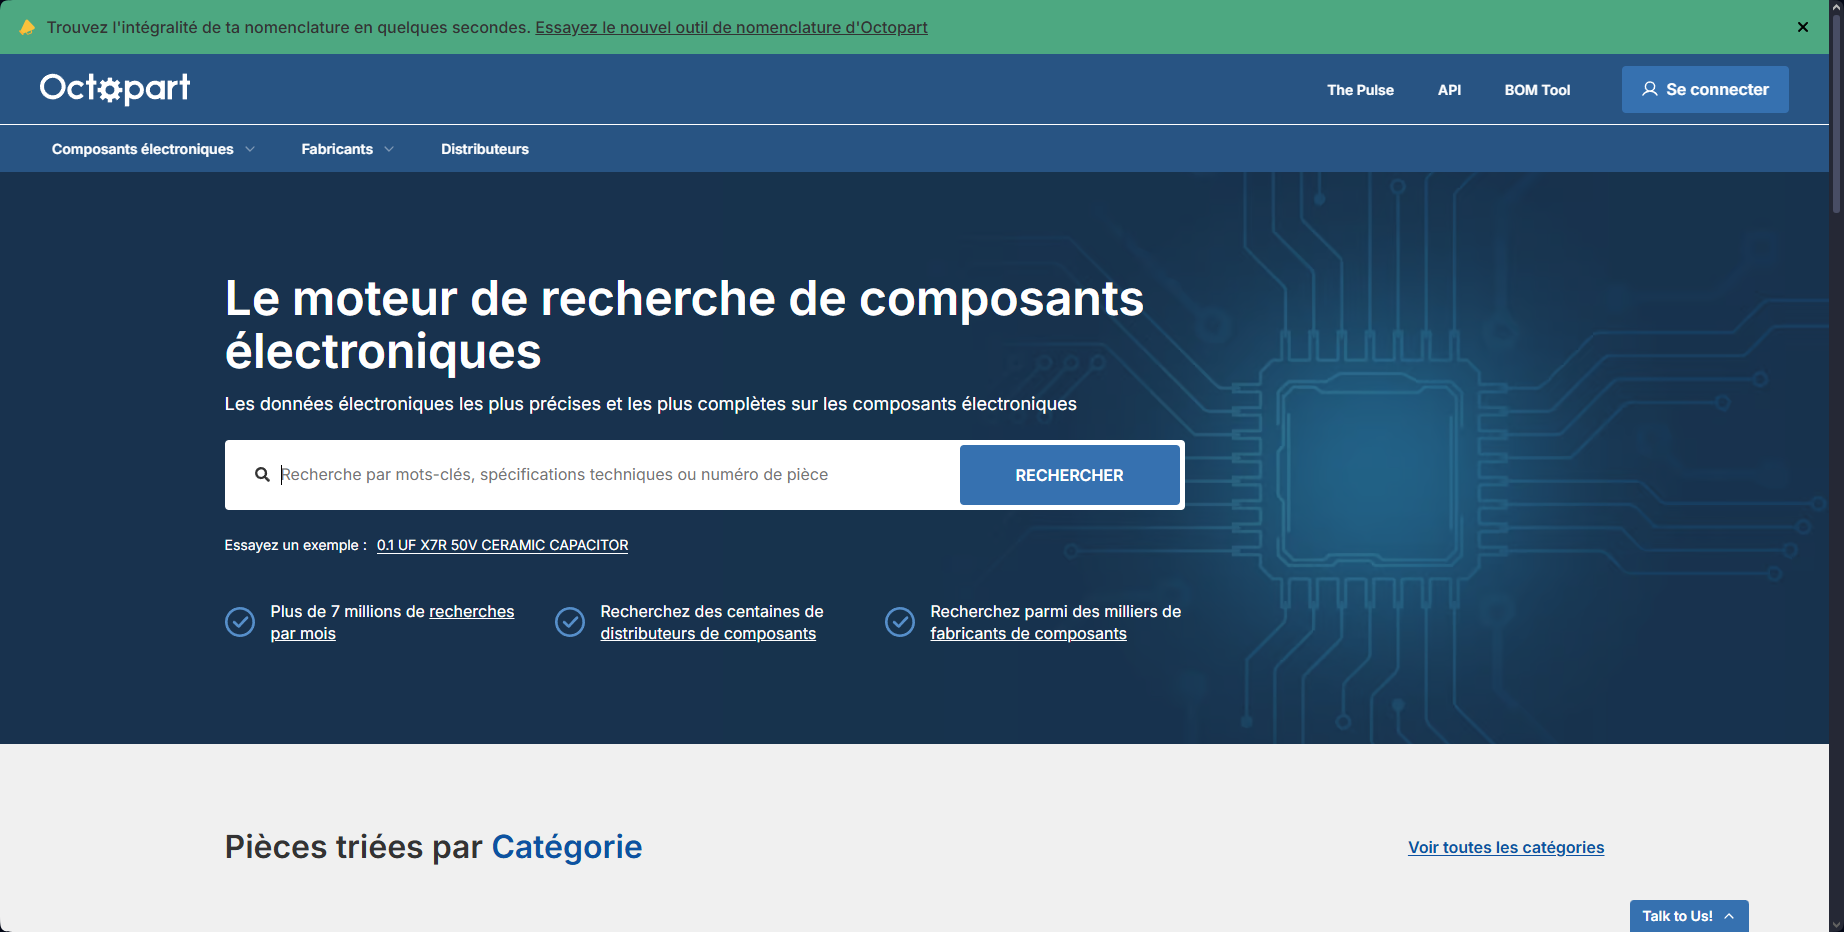 Trouvez l'intégralité de ta nomenclature en quelques secondes. Essayez le nouvel outil de nomenclature d'Octopart
Octopart
The Pulse
API
BOM Tool
Se connecter
Composants électroniques
Fabricants
Distributeurs
Le moteur de recherche de composants
électroniques
Les données électroniques les plus précises et les plus complètes sur les composants électroniques
Recherche par mots-clés, spécifications techniques ou numéro de pièce
RECHERCHER
Essayez un exemple : 0.1 UF X7R 50V CERAMIC CAPACITOR
Plus de 7 millions de recherches
par mois
Recherchez des centaines de
distributeurs de composants
Recherchez parmi des milliers de
fabricants de composants
Pièces triées par Catégorie
Voir toutes les catégories
Talk to Us!